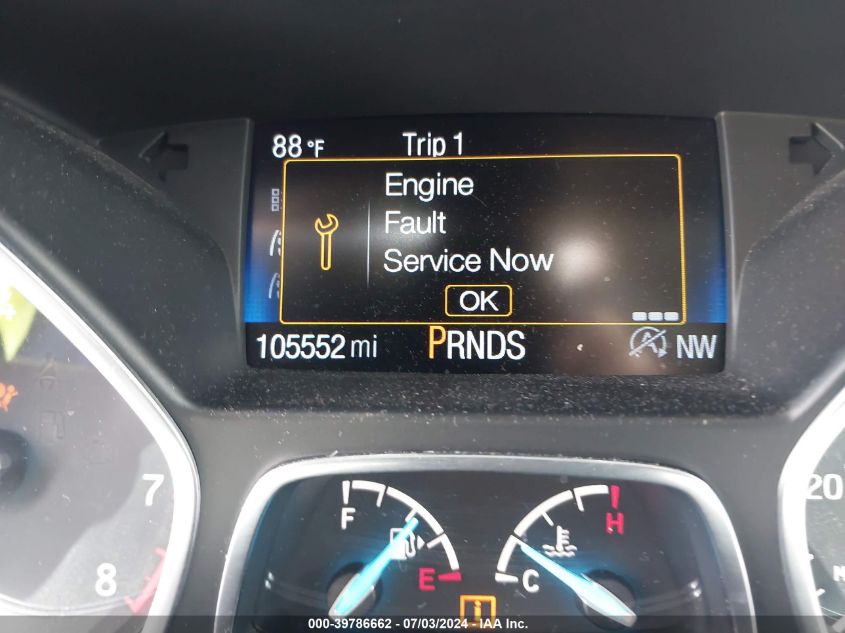 88 °F Trip 1
Engine
Fault
Service Now
OK
105552 mi PRNDS NW
7
8
F
E
H
C
20
000-39786662 - 07/03/2024 - IAA Inc.